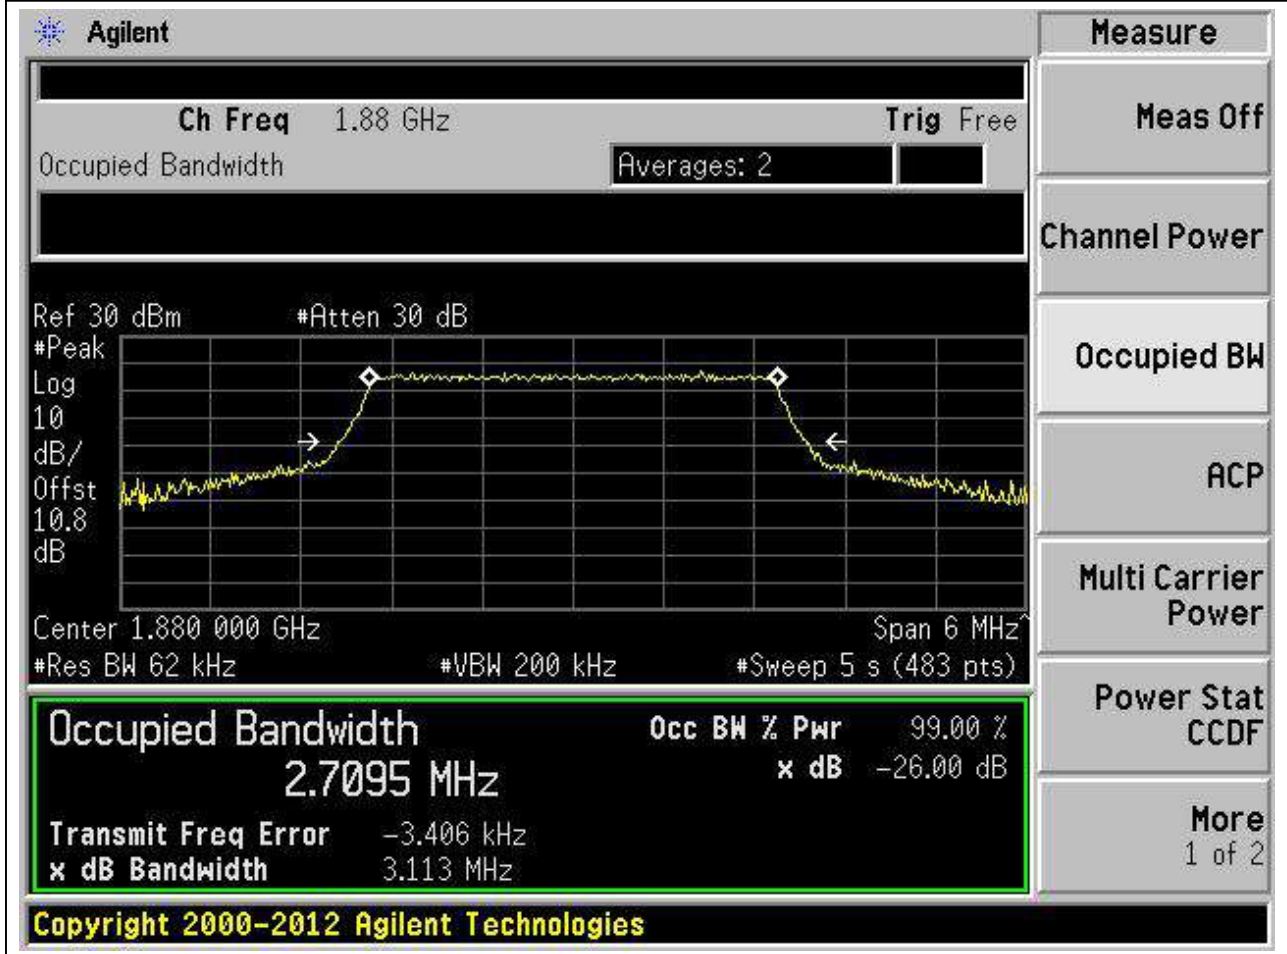 Agilent
Measure
Ch Freq 1.88 GHz Trig Free
Occupied Bandwidth Averages: 2
Ref 30 dBm #Atten 30 dB
#Peak
Log
10
dB/
Offst
10.8
dB
Center 1.880 000 GHz Span 6 MHz^
#Res BW 62 kHz #VBW 200 kHz #Sweep 5 s (483 pts)
Occupied Bandwidth Occ BW % Pwr 99.00 %
2.7095 MHz x dB -26.00 dB
Transmit Freq Error -3.406 kHz
x dB Bandwidth 3.113 MHz
Copyright 2000-2012 Agilent Technologies
Meas Off
Channel Power
Occupied BW
ACP
Multi Carrier
Power
Power Stat
CCDF
More
1 of 2